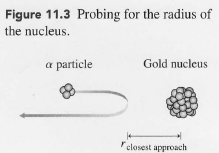 Figure 11.3 Probing for the radius of
the nucleus.
α particle
Gold nucleus
r closest approach